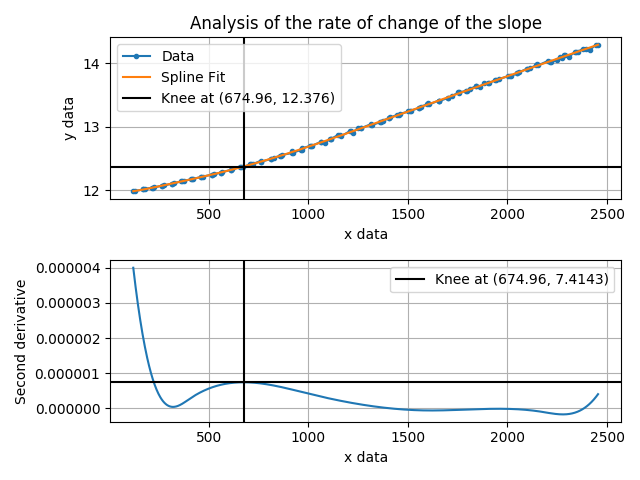 Analysis of the rate of change of the slope
14
13
12
y data
Data
Spline Fit
Knee at (674.96, 12.376)
500
1000
1500
2000
2500
x data
0.000004
0.000003
0.000002
0.000001
0.000000
Second derivative
Knee at (674.96, 7.4143)
500
1000
1500
2000
2500
x data